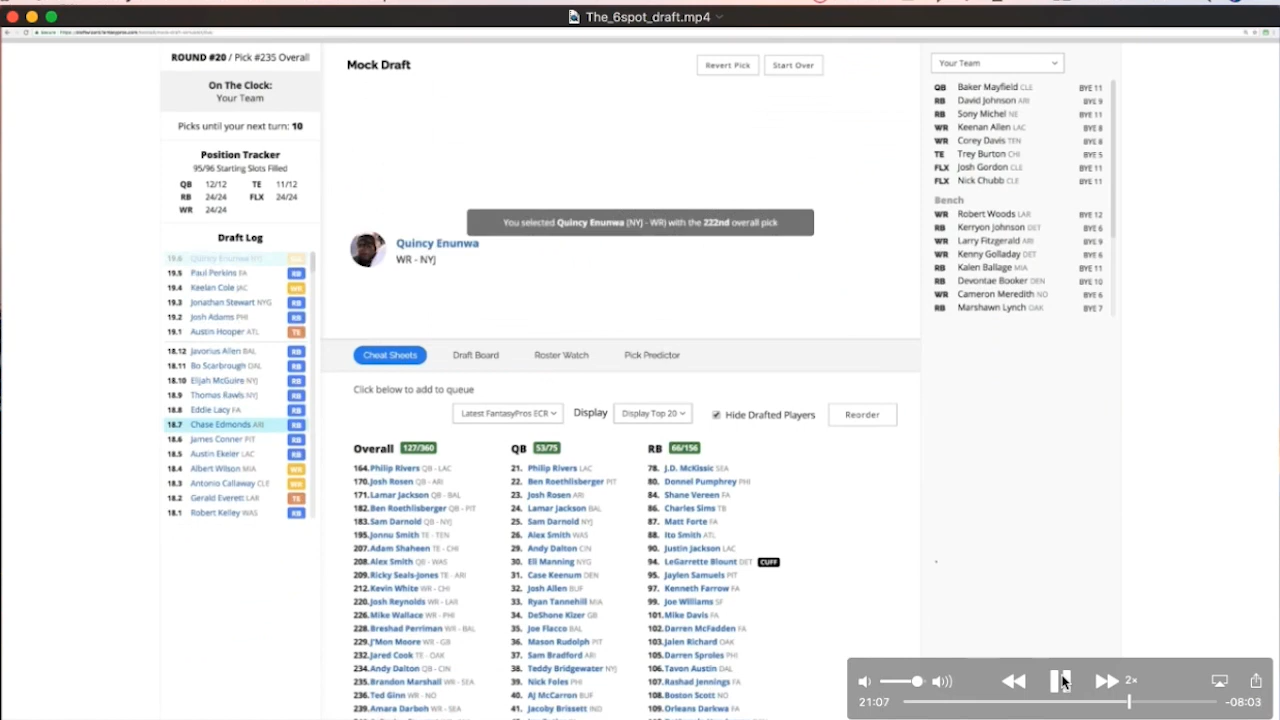 The_6spot_draft.mp4
ROUND #20 / Pick #235 Overall
On The Clock:
Your Team
Picks until your next turn: 10
Position Tracker
95/96 Starting Slots Filled
QB 12/12 TE 11/12
RB 24/24 FLX 24/24
WR 24/24
Draft Log
19.6 Quincy Enunwa NYJ
19.5 Paul Perkins FA RB
19.4 Keelan Cole JAC WR
19.3 Jonathan Stewart NYG RB
19.2 Josh Adams PHI RB
19.1 Austin Hooper ATL TE
18.12 Javorius Allen BAL RB
18.11 Bo Scarbrough DAL RB
18.10 Elijah McGuire NYJ RB
18.9 Thomas Rawls NYJ RB
18.8 Eddie Lacy FA RB
18.7 Chase Edmonds ARI RB
18.6 James Conner PIT RB
18.5 Austin Ekeler LAC RB
18.4 Albert Wilson MIA WR
18.3 Antonio Callaway CLE WR
18.2 Gerald Everett LAR TE
18.1 Robert Kelley WAS RB
Mock Draft
Revert Pick Start Over
You selected Quincy Enunwa (NYJ - WR) with the 222nd overall pick
Quincy Enunwa
WR - NYJ
Cheat Sheets Draft Board Roster Watch Pick Predictor
Click below to add to queue
Latest FantasyPros ECR Display Display Top 20 Hide Drafted Players Reorder
Overall 127/360
164. Philip Rivers QB - LAC
170. Josh Rosen QB - ARI
171. Lamar Jackson QB - BAL
182. Ben Roethlisberger QB - PIT
183. Sam Darnold QB - NYJ
195. Jonnu Smith TE - TEN
207. Adam Shaheen TE - CHI
208. Alex Smith QB - WAS
209. Ricky Seals-Jones TE - ARI
212. Kevin White WR - CHI
220. Josh Reynolds WR - LAR
226. Mike Wallace WR - PHI
228. Breshad Perriman WR - BAL
229. J'Mon Moore WR - GB
232. Jared Cook TE - OAK
234. Andy Dalton QB - CIN
235. Brandon Marshall WR - SEA
236. Ted Ginn WR - NO
239. Amara Darboh WR - SEA
QB 53/75
21. Philip Rivers LAC
22. Ben Roethlisberger PIT
23. Josh Rosen ARI
24. Lamar Jackson BAL
25. Sam Darnold NYJ
26. Alex Smith WAS
29. Andy Dalton CIN
30. Eli Manning NYG
31. Case Keenum DEN
32. Josh Allen BUF
33. Ryan Tannehill MIA
34. DeShone Kizer GB
35. Joe Flacco BAL
36. Mason Rudolph PIT
37. Sam Bradford ARI
38. Teddy Bridgewater NYJ
39. Nick Foles PHI
40. AJ McCarron BUF
41. Jacoby Brissett IND
RB 66/156
78. J.D. McKissic SEA
80. Donnel Pumphrey PHI
84. Shane Vereen FA
86. Charles Sims TB
87. Matt Forte FA
88. Ito Smith ATL
90. Justin Jackson LAC
94. LeGarrette Blount DET CUFF
95. Jaylen Samuels PIT
97. Kenneth Farrow FA
99. Joe Williams SF
101. Mike Davis FA
102. Darren McFadden FA
103. Jalen Richard OAK
105. Darren Sproles PHI
106. Tavon Austin DAL
107. Rashad Jennings FA
108. Boston Scott NO
109. Orleans Darkwa FA
Your Team
QB Baker Mayfield CLE BYE 11
RB David Johnson ARI BYE 9
RB Sony Michel NE BYE 11
WR Keenan Allen LAC BYE 8
WR Corey Davis TEN BYE 8
TE Trey Burton CHI BYE 5
FLX Josh Gordon CLE BYE 11
FLX Nick Chubb CLE BYE 11
Bench
WR Robert Woods LAR BYE 12
RB Kerryon Johnson DET BYE 6
WR Larry Fitzgerald ARI BYE 9
WR Kenny Golladay DET BYE 6
RB Kalen Ballage MIA BYE 11
RB Devontae Booker DEN BYE 10
WR Cameron Meredith NO BYE 6
RB Marshawn Lynch OAK BYE 7
2×
21:07 -08:03